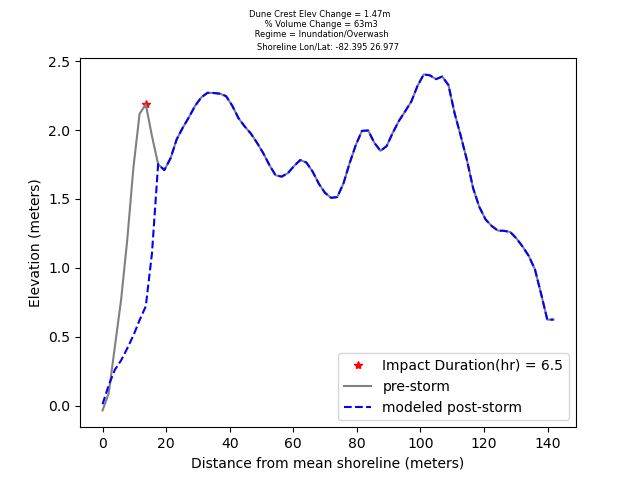 Dune Crest Elev Change = 1.47m
% Volume Change = 63m3
Regime = Inundation/Overwash
Shoreline Lon/Lat: -82.395 26.977
2.5
2.0
1.5
1.0
0.5
0.0
Elevation (meters)
Impact Duration(hr) = 6.5
pre-storm
modeled post-storm
0 20 40 60 80 100 120 140
Distance from mean shoreline (meters)